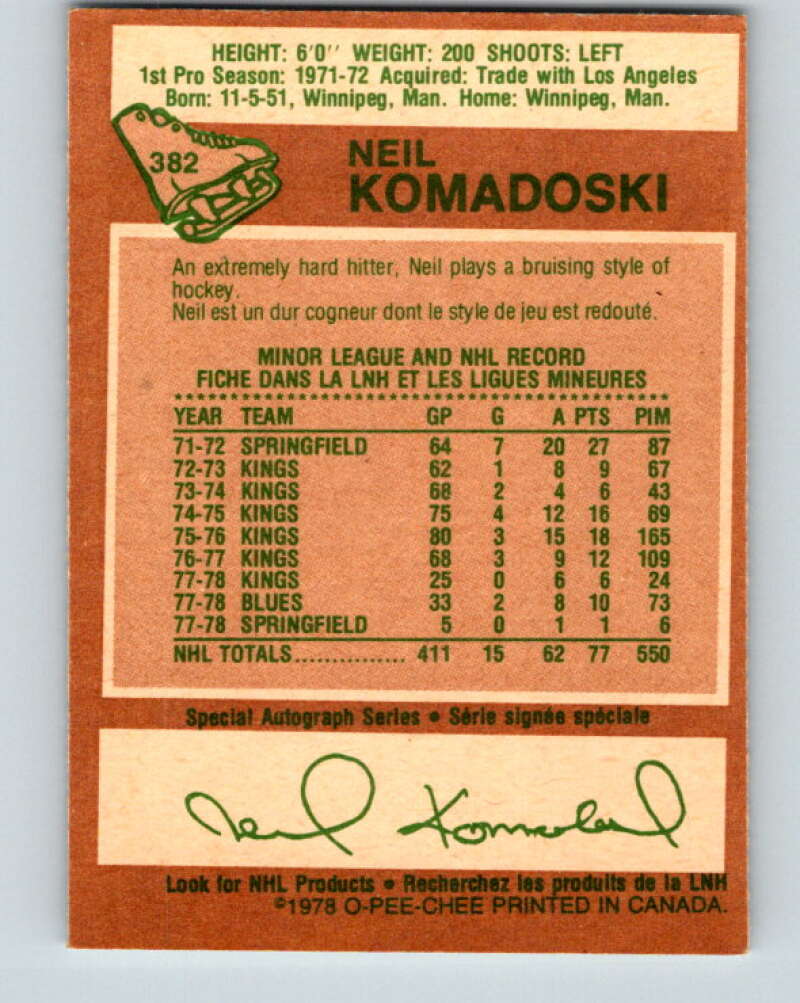 HEIGHT: 6'0" WEIGHT: 200 SHOOTS: LEFT
1st Pro Season: 1971-72 Acquired: Trade with Los Angeles
Born: 11-5-51, Winnipeg, Man. Home: Winnipeg, Man.
382
NEIL
KOMADOSKI
An extremely hard hitter, Neil plays a bruising style of
hockey.
Neil est un dur cogneur dont le style de jeu est redouté.
MINOR LEAGUE AND NHL RECORD
FICHE DANS LA LNH ET LES LIGUES MINEURES
YEAR TEAM GP G A PTS PIM
71-72 SPRINGFIELD 64 7 20 27 87
72-73 KINGS 62 1 8 9 67
73-74 KINGS 68 2 4 6 43
74-75 KINGS 75 4 12 16 69
75-76 KINGS 80 3 15 18 165
76-77 KINGS 68 3 9 12 109
77-78 KINGS 25 0 6 6 24
77-78 BLUES 33 2 8 10 73
77-78 SPRINGFIELD 5 0 1 1 6
NHL TOTALS............... 411 15 62 77 550
Special Autograph Series • Série signée spéciale
Neil Komadoski
Look for NHL Products • Recherchez les produits de la LNH
©1978 O-PEE-CHEE PRINTED IN CANADA.